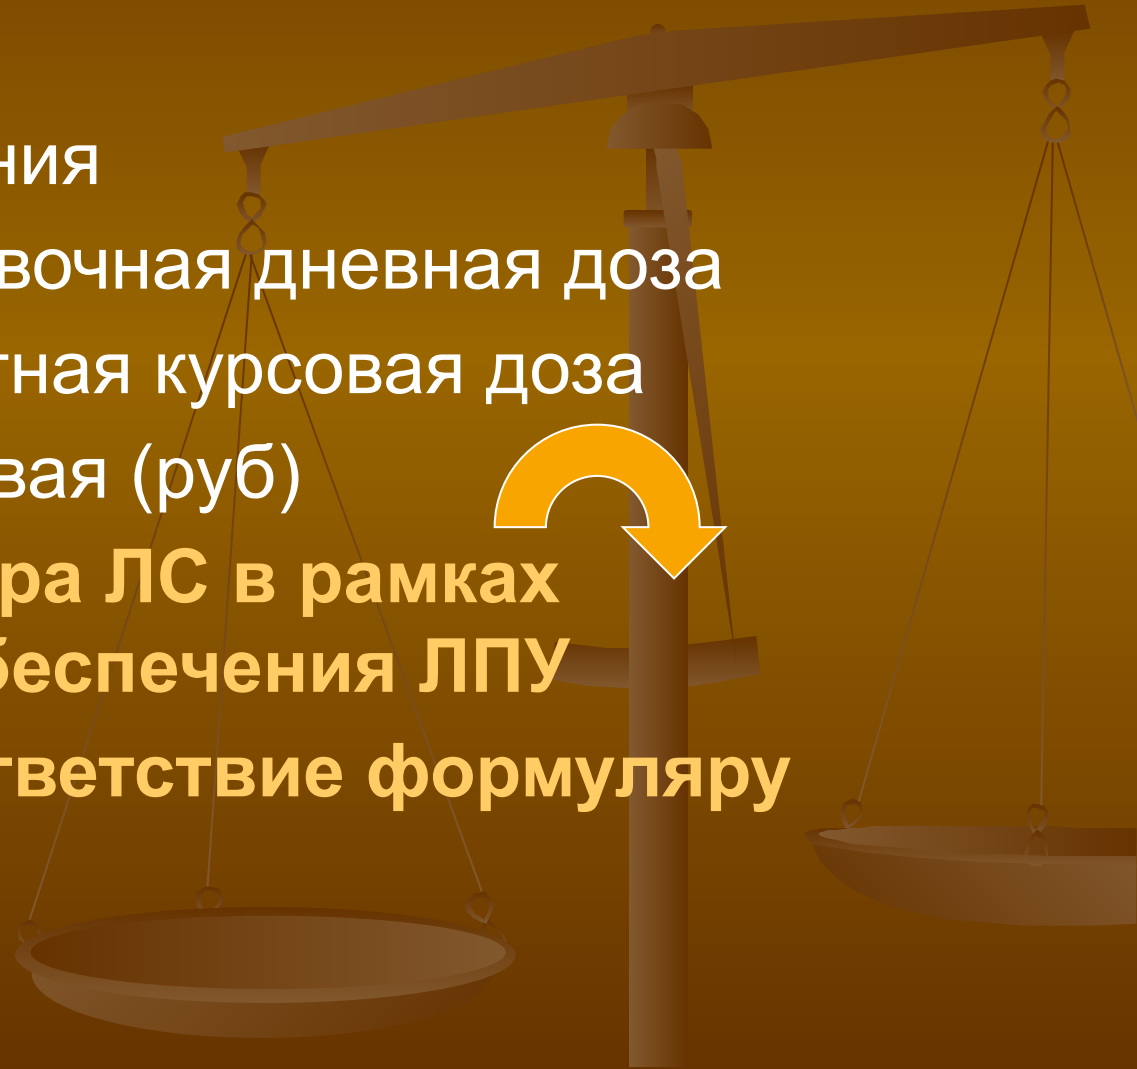 ния
вочная дневная доза
тная курсовая доза
вая (руб)
ра ЛС в рамках
беспечения ЛПУ
тветствие формуляру